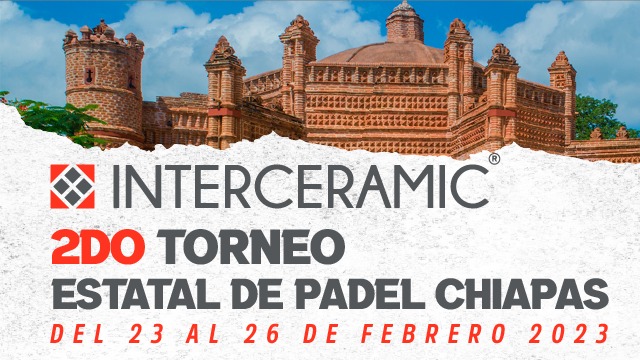 INTERCERAMIC®
2DO TORNEO
ESTATAL DE PADEL CHIAPAS
DEL 23 AL 26 DE FEBRERO 2023